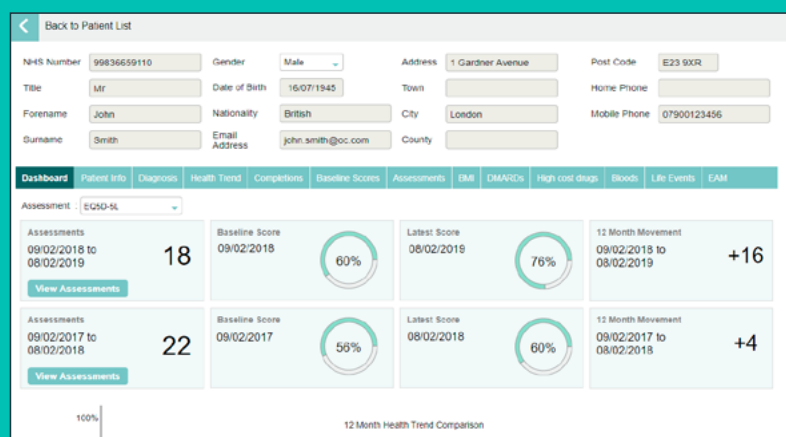 Back to Patient List
NHS Number 99836659110 Gender Male Address 1 Gardner Avenue Post Code E23 9XR
Title Mr Date of Birth 16/07/1945 Town Home Phone
Forename John Nationality British City London Mobile Phone 07900123456
Surname Smith Email Address john.smith@oc.com County
Dashboard Patient Info Diagnosis Health Trend Completions Baseline Scores Assessments BMI DMARDs High cost drugs Bloods Life Events EAM
Assessment : EQ5D-5L
Assessments
09/02/2018 to
08/02/2019
18
View Assessments
Baseline Score
09/02/2018
60%
Latest Score
08/02/2019
76%
12 Month Movement
09/02/2018 to
08/02/2019
+16
Assessments
09/02/2017 to
08/02/2018
22
View Assessments
Baseline Score
09/02/2017
56%
Latest Score
08/02/2018
60%
12 Month Movement
09/02/2017 to
08/02/2018
+4
100%
12 Month Health Trend Comparison